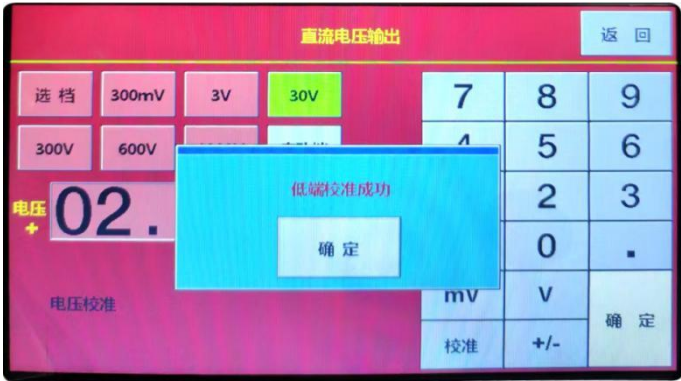 直流电压输出
返 回
选 档 300mV 3V 30V
300V 600V
电压
+
02.
低端校准成功
确 定
电压校准
7 8 9
5 6
2 3
0 .
mV V
确 定
校准 +/-